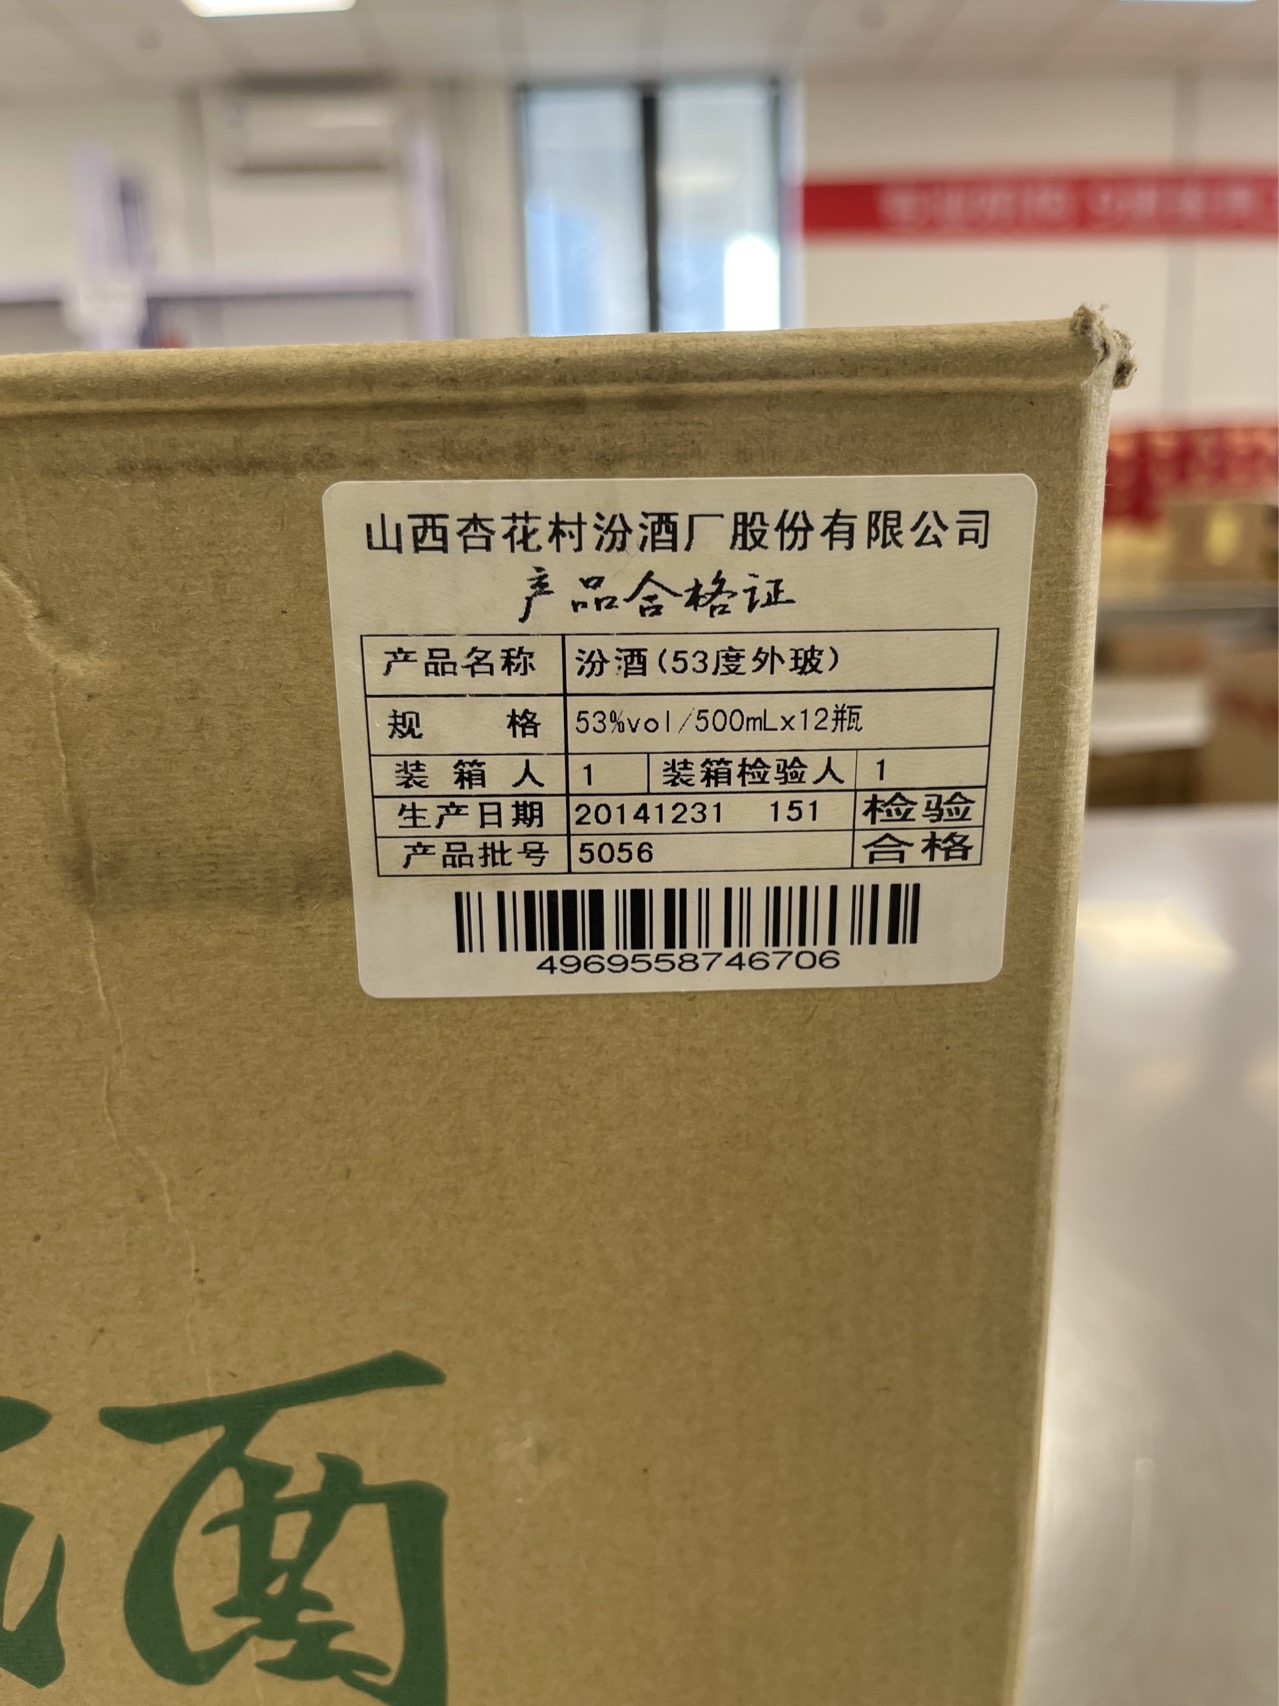 山西杏花村汾酒厂股份有限公司
产品合格证
产品名称 汾酒(53度外玻)
规 格 53%vol/500mLx12瓶
装 箱 人 1 装箱检验人 1
生产日期 20141231 151 检验
产品批号 5056 合格
4969558746706
酒